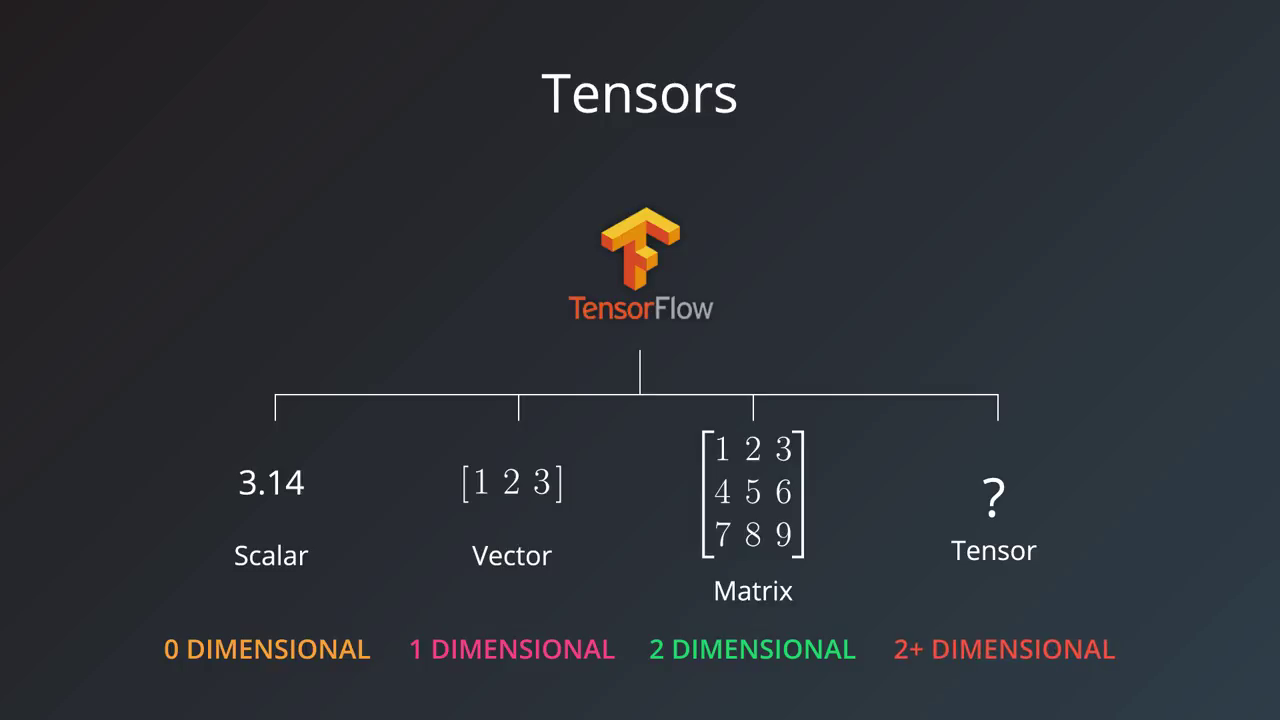 Tensors
TensorFlow
3.14
[1 2 3]
1 2 3
4 5 6
7 8 9
?
Scalar
Vector
Matrix
Tensor
0 DIMENSIONAL
1 DIMENSIONAL
2 DIMENSIONAL
2+ DIMENSIONAL